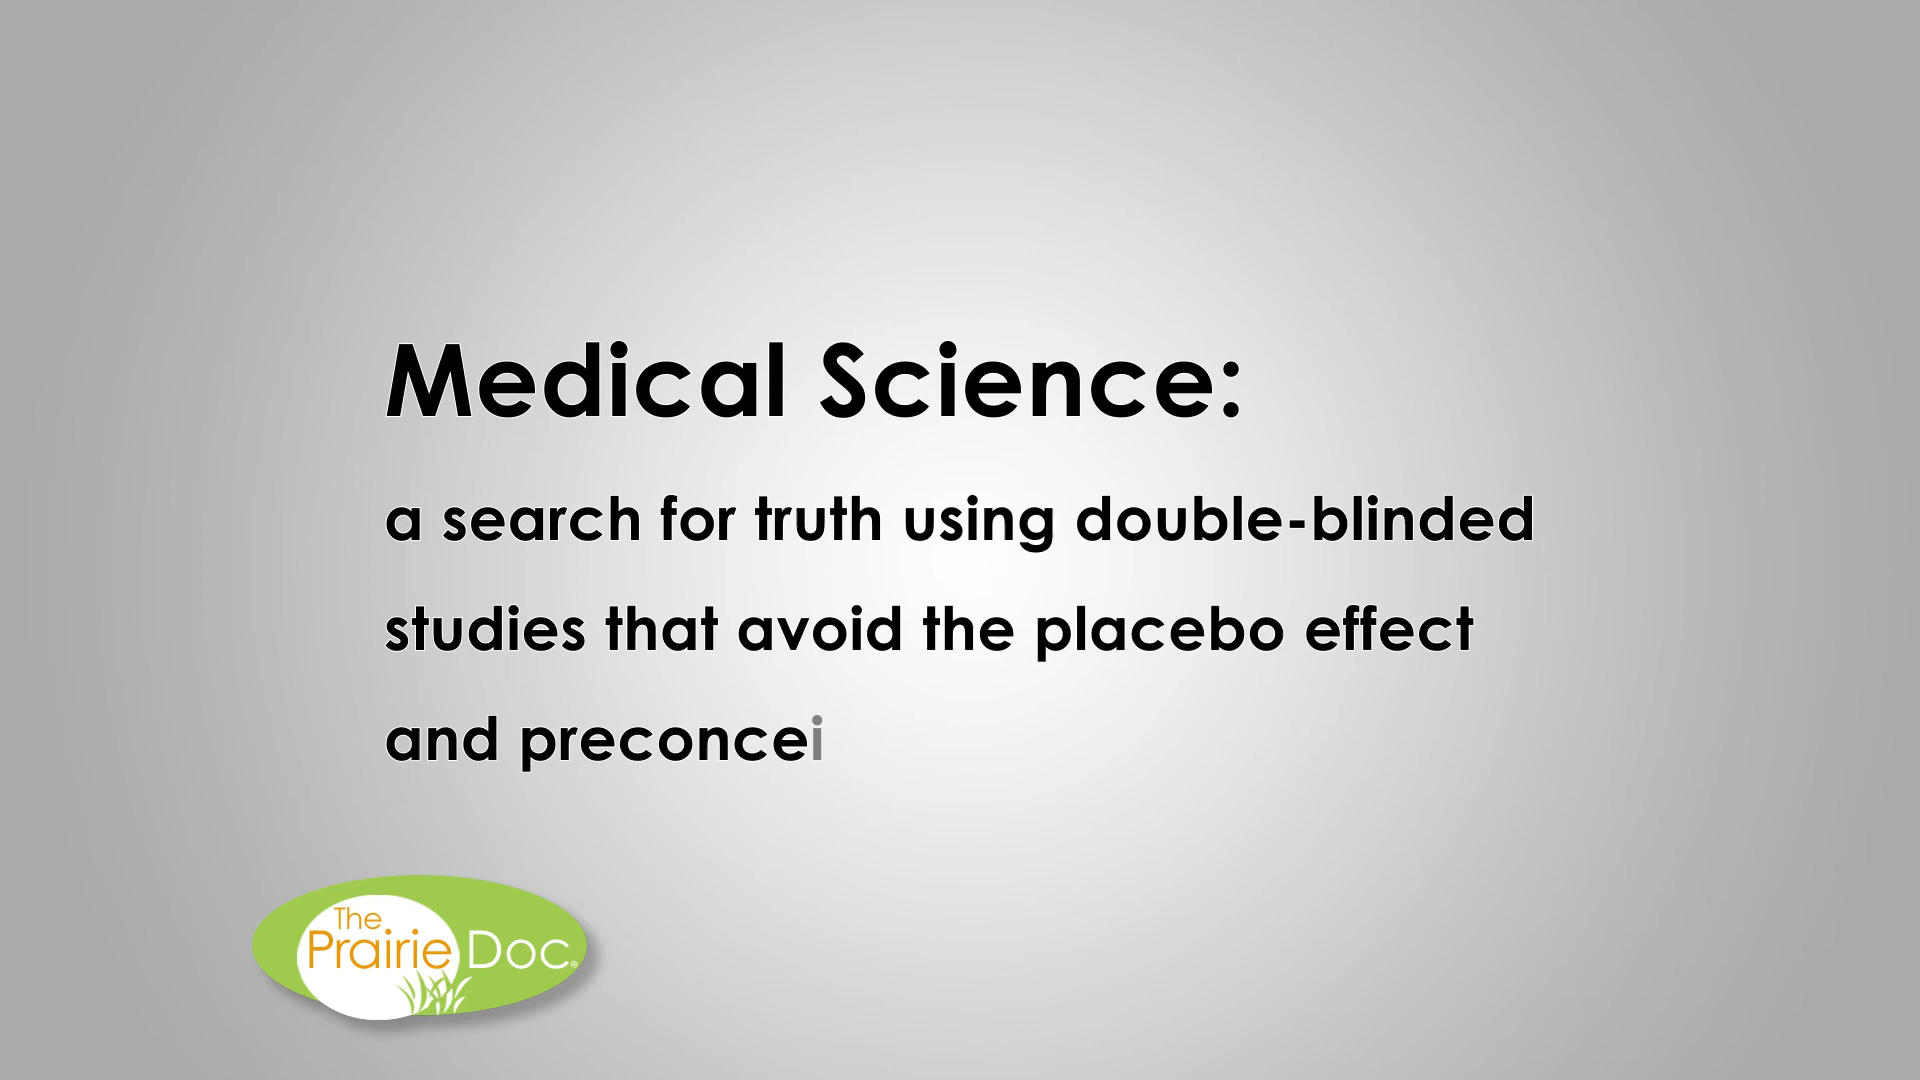 Medical Science:
a search for truth using double-blinded
studies that avoid the placebo effect
and preconcei
The
Prairie Doc®